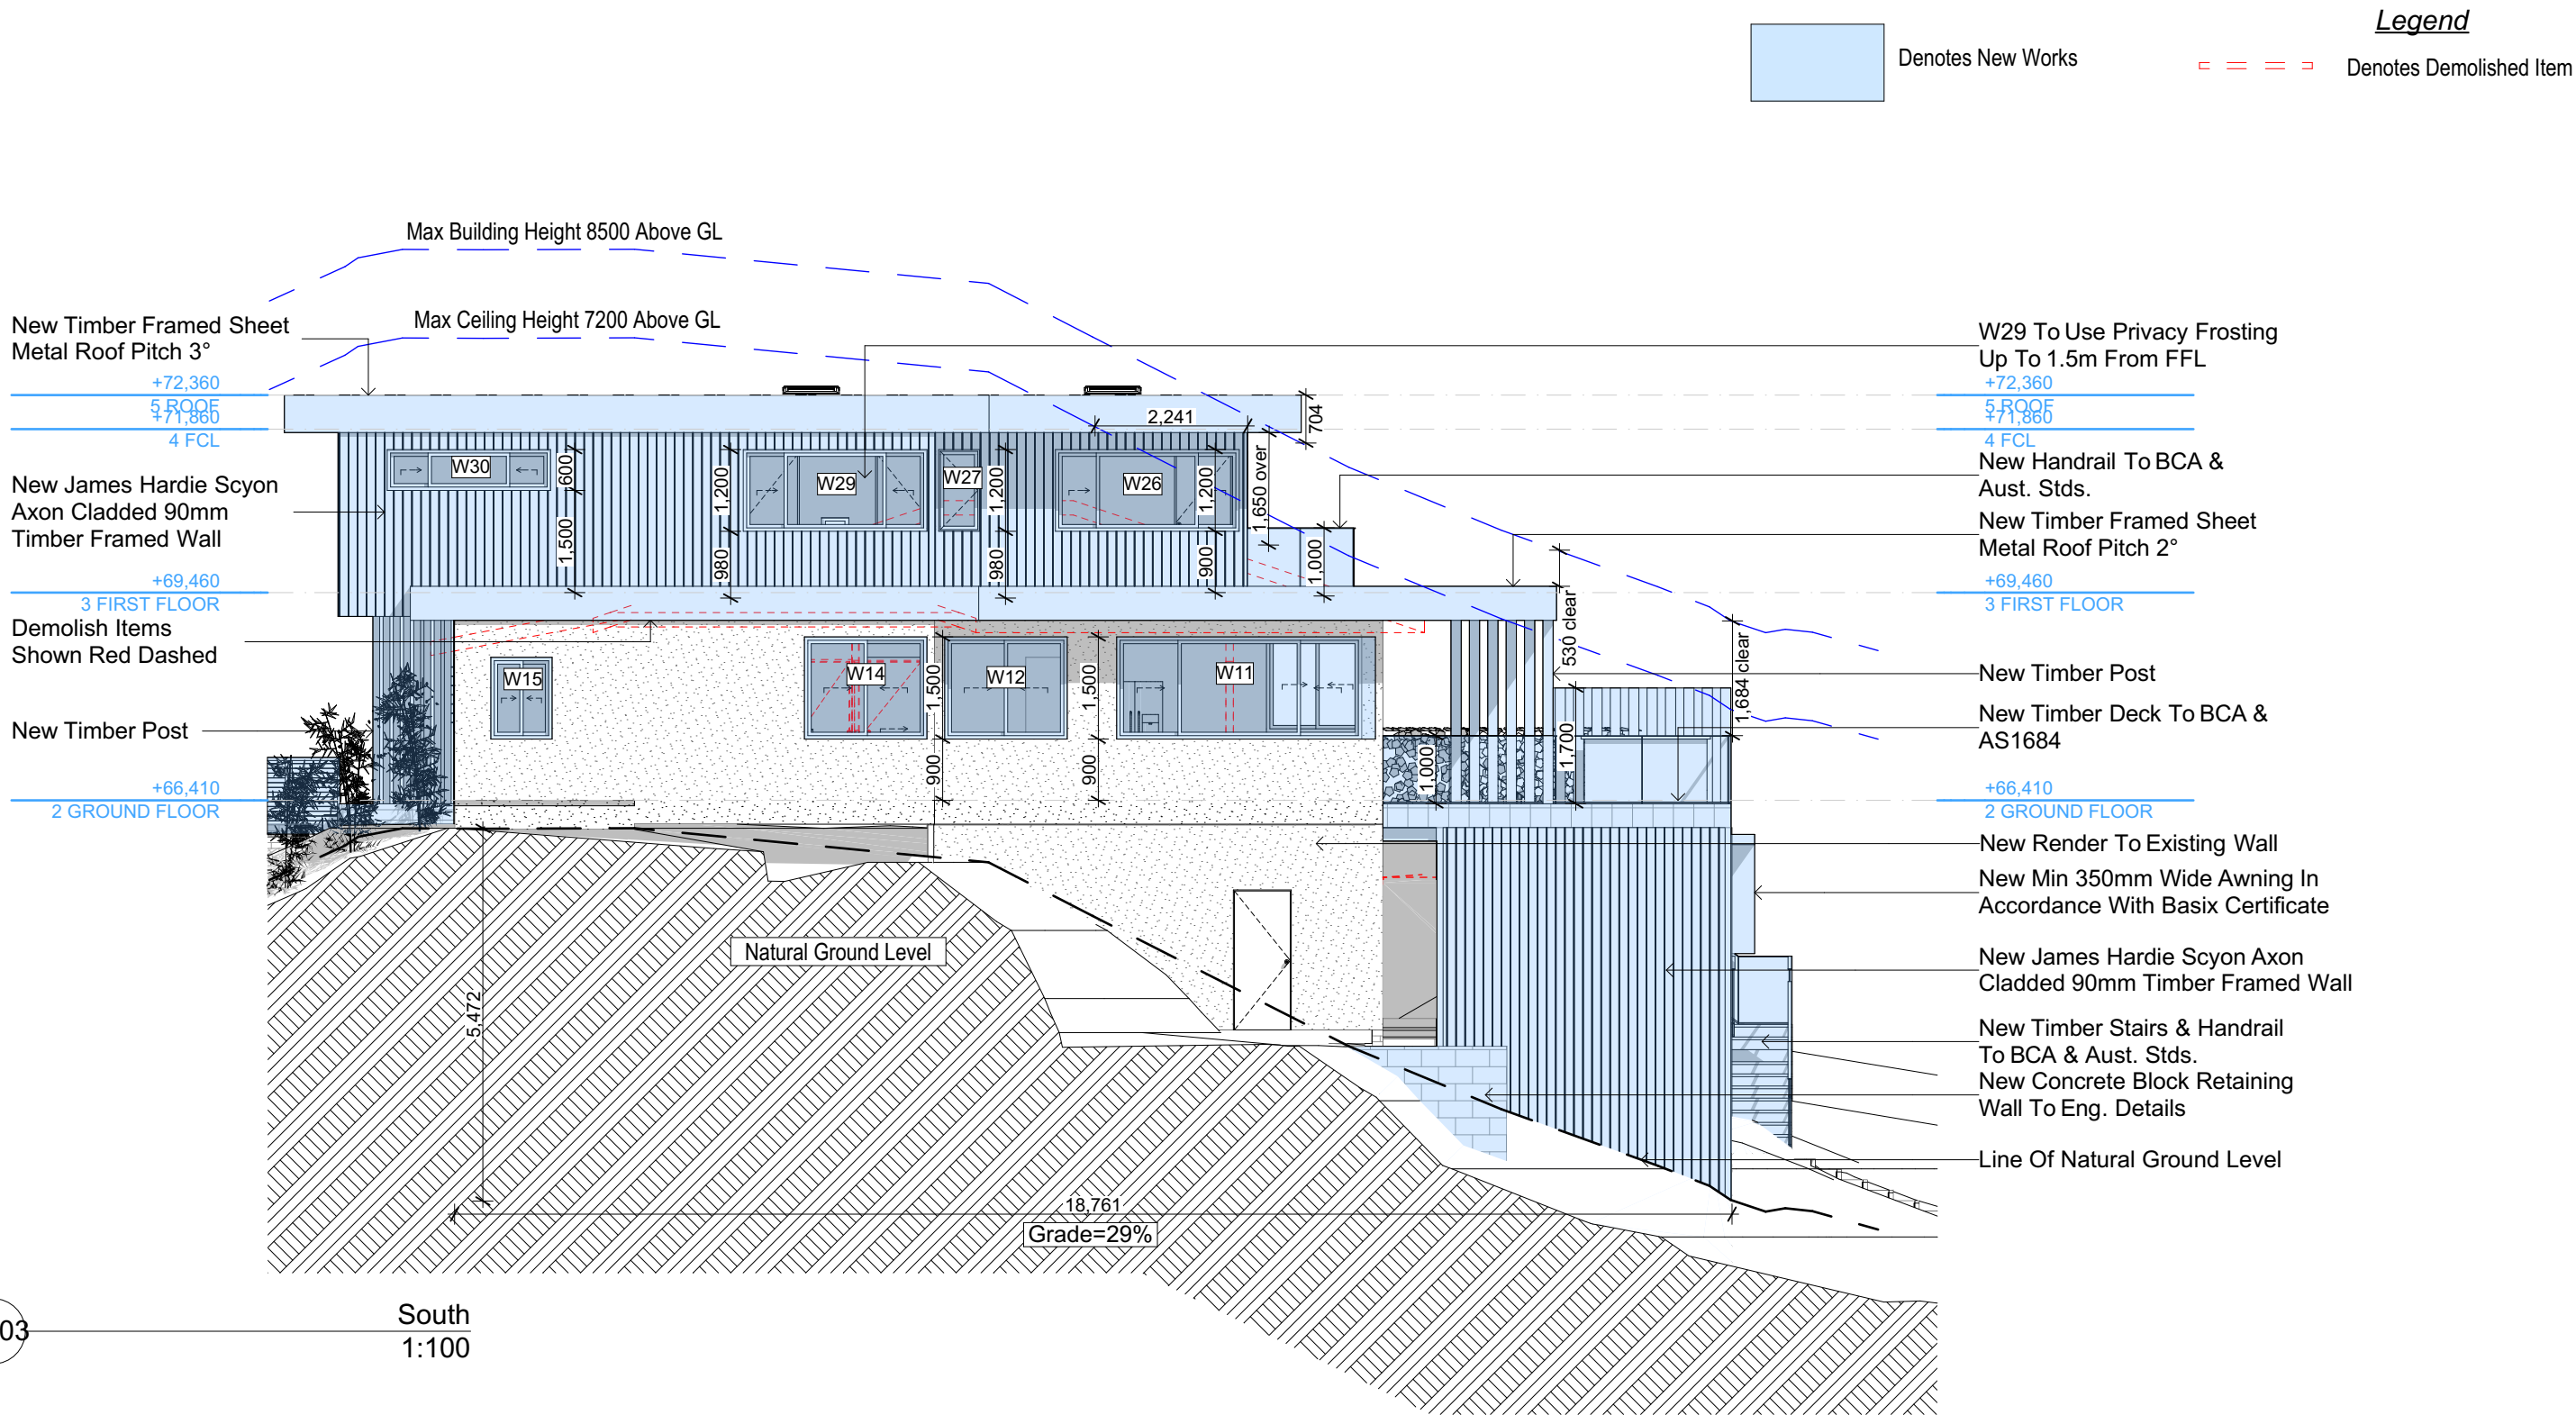 Legend
Denotes New Works
Denotes Demolished Item
Max Building Height 8500 Above GL
Max Ceiling Height 7200 Above GL
New Timber Framed Sheet
Metal Roof Pitch 3°
+72,360
5 ROOF
+71,860
4 FCL
New James Hardie Scyon
Axon Cladded 90mm
Timber Framed Wall
+69,460
3 FIRST FLOOR
Demolish Items
Shown Red Dashed
New Timber Post
+66,410
2 GROUND FLOOR
W30
W29
W27
W26
600
1,500
1,200
980
1,200
980
1,200
900
2,241
704
1,650 over
1,000
W15
W14
W12
W11
1,500
900
1,500
900
530 clear
1,684 clear
1,000
1,700
Natural Ground Level
5,472
18,761
Grade=29%
W29 To Use Privacy Frosting
Up To 1.5m From FFL
+72,360
5 ROOF
+71,860
4 FCL
New Handrail To BCA &
Aust. Stds.
New Timber Framed Sheet
Metal Roof Pitch 2°
+69,460
3 FIRST FLOOR
New Timber Post
New Timber Deck To BCA &
AS1684
+66,410
2 GROUND FLOOR
New Render To Existing Wall
New Min 350mm Wide Awning In
Accordance With Basix Certificate
New James Hardie Scyon Axon
Cladded 90mm Timber Framed Wall
New Timber Stairs & Handrail
To BCA & Aust. Stds.
New Concrete Block Retaining
Wall To Eng. Details
Line Of Natural Ground Level
03
South
1:100